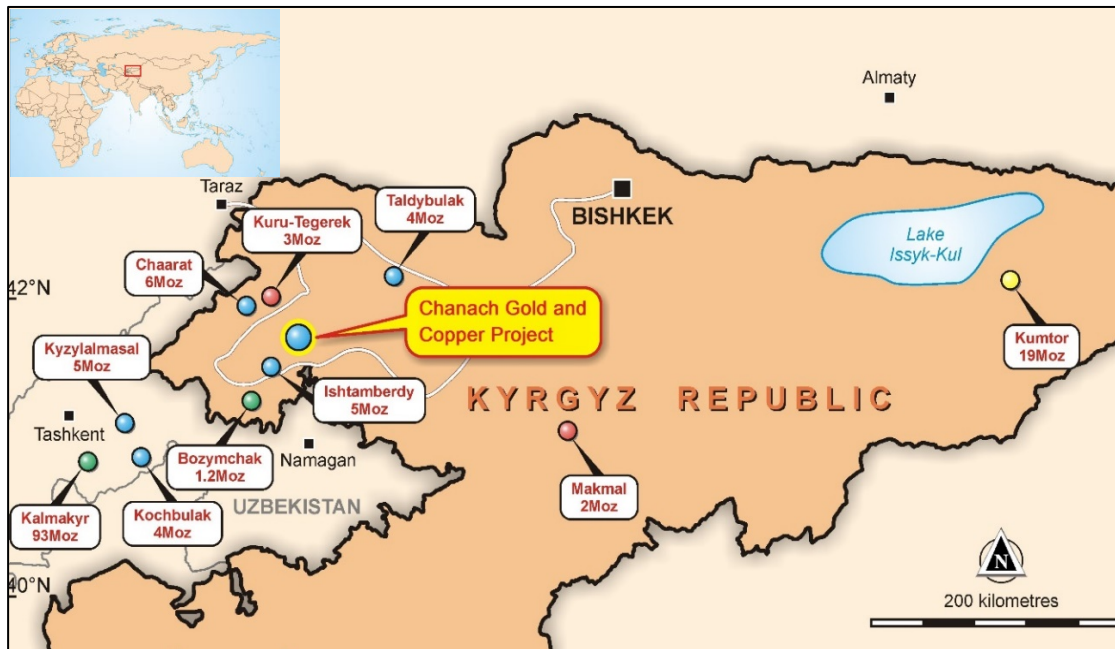 Almaty
Taraz
Taldybulak
4Moz
BISHKEK
Kuru-Tegerek
3Moz
Lake
Issyk-Kul
Chaarat
6Moz
42°N
Chanach Gold and
Copper Project
Kumtor
19Moz
Kyzylalmasal
5Moz
Ishtamberdy
5Moz
KYRGYZ REPUBLIC
Tashkent
Bozymchak
1.2Moz
Namagan
Makmal
2Moz
UZBEKISTAN
Kalmakyr
93Moz
Kochbulak
4Moz
N
40°N
200 kilometres